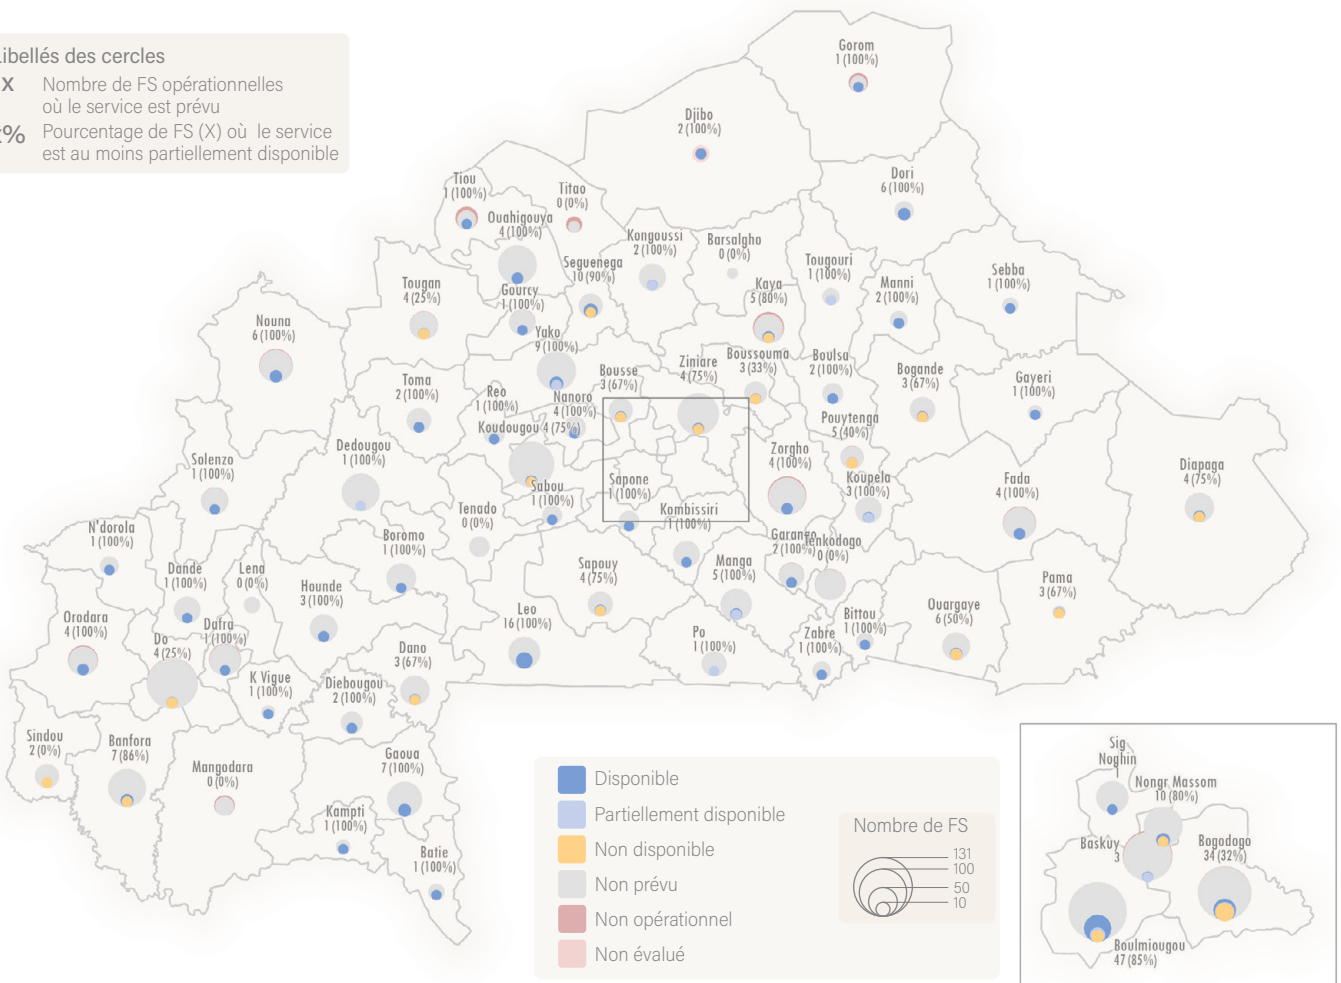 Libellés des cercles
X Nombre de FS opérationnelles
où le service est prévu
% Pourcentage de FS (X) où le service
est au moins partiellement disponible
Gorom
1 (100%)
Djibo
2 (100%)
Dori
6 (100%)
Tiou
1 (100%)
Titao
0 (0%)
Ouahigouya
4 (100%)
Kongoussi
2 (100%)
Barsalgho
0 (0%)
Tougouri
1 (100%)
Seguenega
10 (90%)
Sebba
1 (100%)
Tougan
4 (25%)
Gourcy
1 (100%)
Kaya
5 (80%)
Manni
2 (100%)
Nouna
6 (100%)
Yako
9 (100%)
Ziniare
4 (75%)
Boussouma
3 (33%)
Boulsa
2 (100%)
Bogande
3 (67%)
Gayeri
1 (100%)
Toma
2 (100%)
Reo
1 (100%)
Bousse
3 (67%)
Nanoro
4 (100%)
Koudougou 4 (75%)
Pouytenga
5 (40%)
Dedougou
1 (100%)
Zorgho
4 (100%)
Solenzo
1 (100%)
Sabou
1 (100%)
Sapone
1 (100%)
Koupela
3 (100%)
Fada
4 (100%)
Diapaga
4 (75%)
Tenado
0 (0%)
Kombissiri
1 (100%)
N'dorola
1 (100%)
Boromo
1 (100%)
Garango
2 (100%)
Tenkodogo
0 (0%)
Dande
1 (100%)
Lena
0 (0%)
Hounde
3 (100%)
Sapouy
4 (75%)
Manga
5 (100%)
Pama
3 (67%)
Orodara
4 (100%)
Do
4 (25%)
Dafra
1 (100%)
Leo
16 (100%)
Bittou
1 (100%)
Ouargaye
6 (50%)
Dano
3 (67%)
Po
1 (100%)
Zabre
1 (100%)
K Vigue
1 (100%)
Diebougou
2 (100%)
Sindou
2 (0%)
Banfora
7 (86%)
Mangodara
0 (0%)
Gaoua
7 (100%)
Kampti
1 (100%)
Batie
1 (100%)
Disponible
Partiellement disponible
Non disponible
Non prévu
Non opérationnel
Non évalué
Nombre de FS
131
100
50
10
Sig
Noghin
Nongr Massom
10 (80%)
Baskuy
3
Bogodogo
34 (32%)
Boulmiougou
47 (85%)